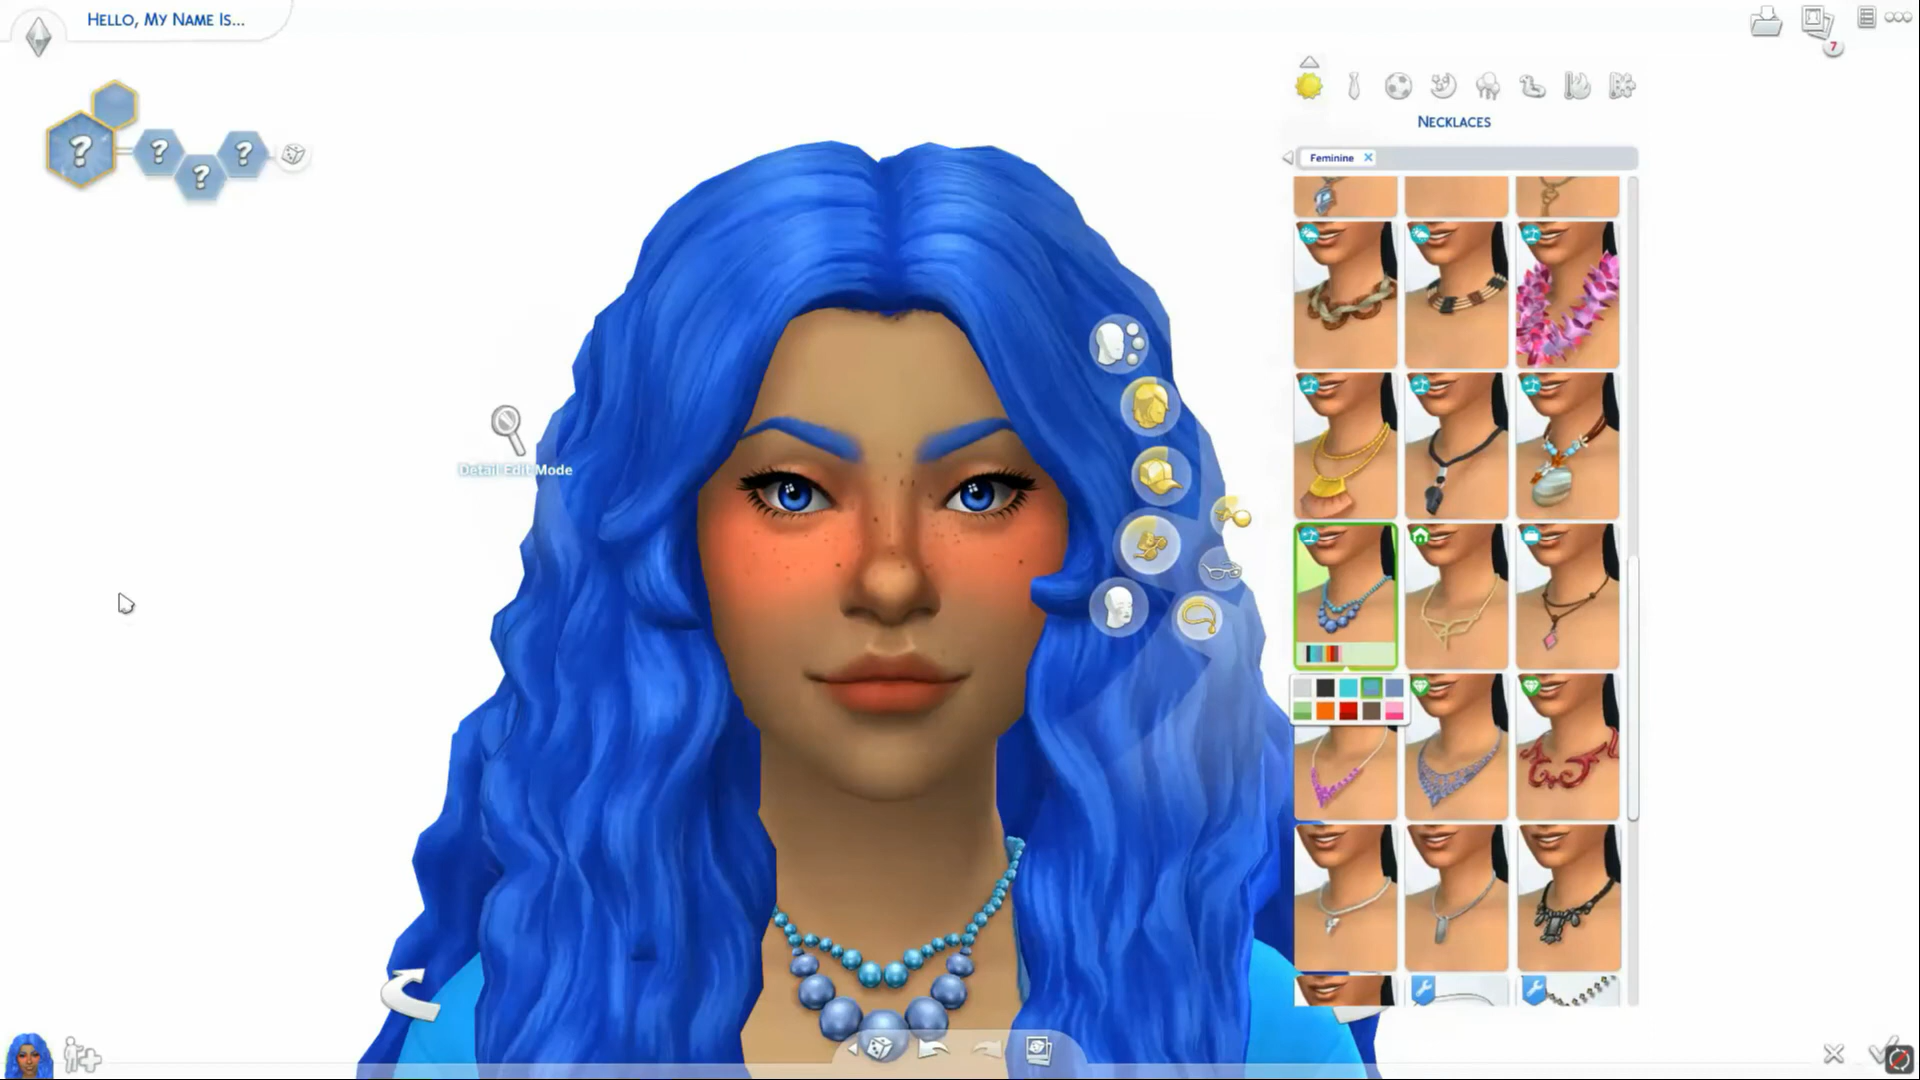 HELLO, MY NAME IS...
7
NECKLACES
Feminine
Detail Edit Mode
? ? ? ?